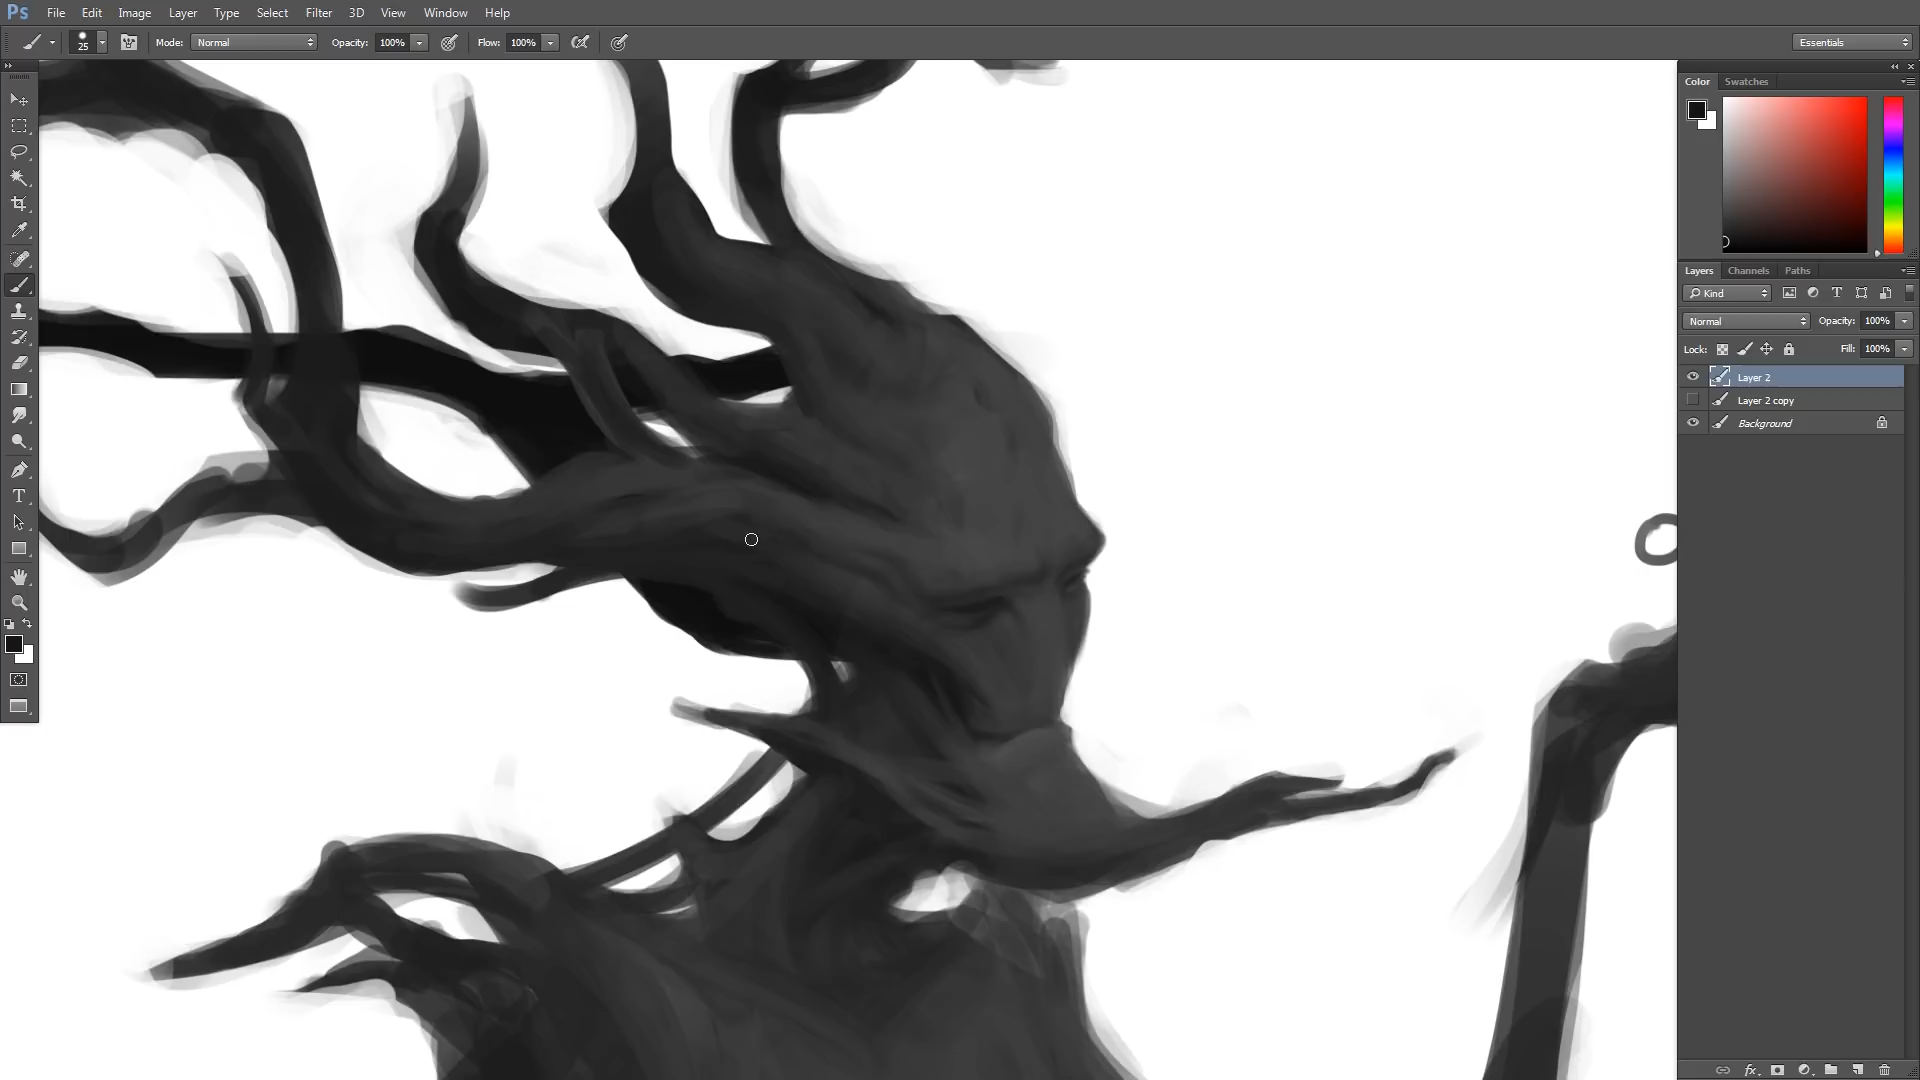 Ps File Edit Image Layer Type Select Filter 3D View Window Help
25 Mode: Normal Opacity: 100% Flow: 100% Essentials
Color Swatches
Layers Channels Paths
Kind
Normal Opacity: 100%
Lock: Fill: 100%
Layer 2
Layer 2 copy
Background
fx